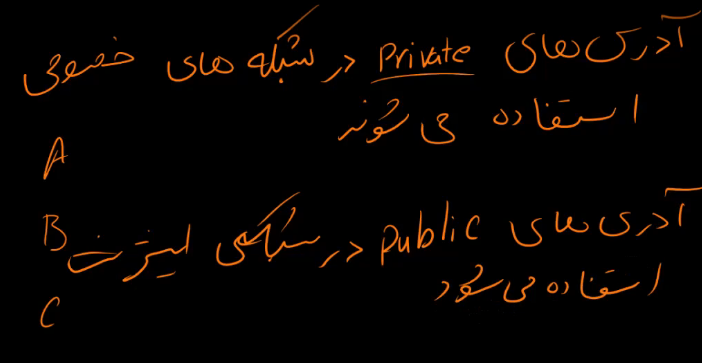 آدرس های Private در شبکه های خصوصی
استفاده می شوند
A
آدرس های Public در شبکه ی اینترنت
B
استفاده می شود
C